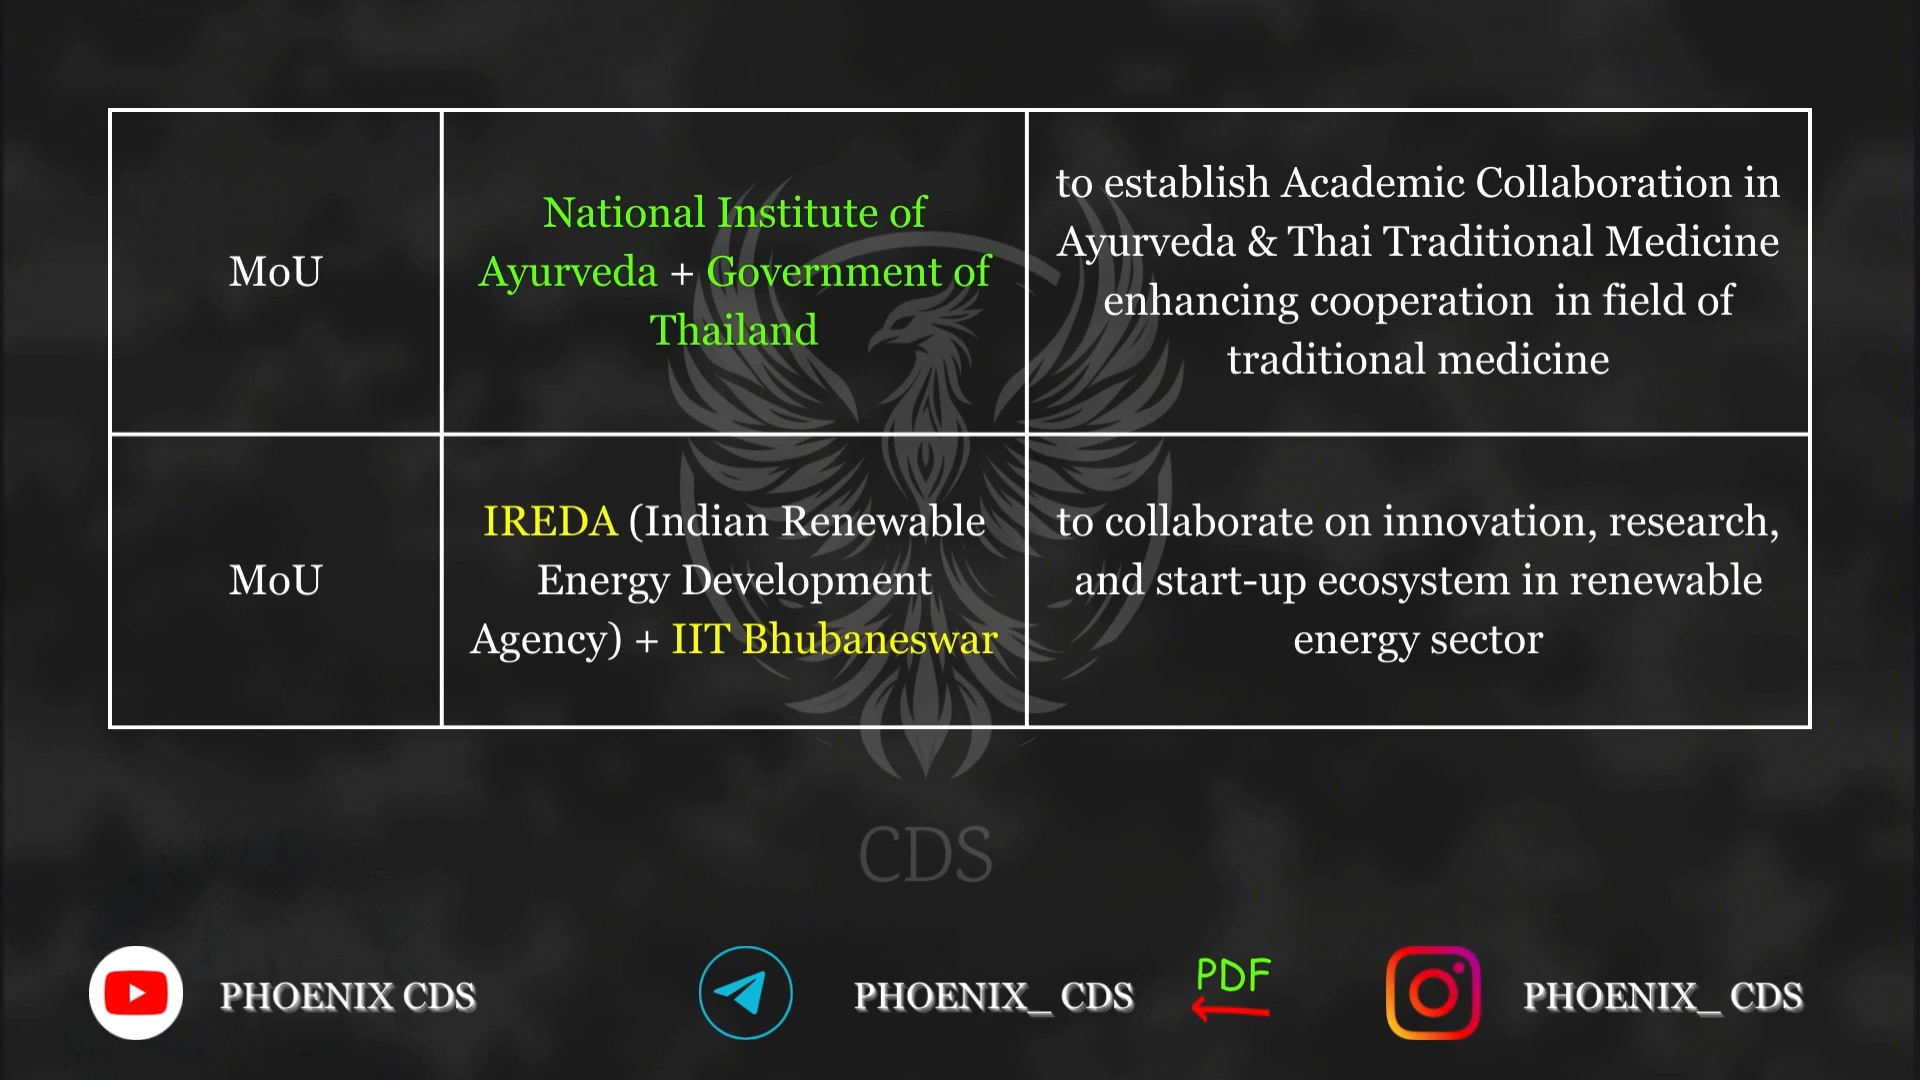 MoU
National Institute of
Ayurveda + Government of
Thailand
to establish Academic Collaboration in
Ayurveda & Thai Traditional Medicine
enhancing cooperation  in field of
traditional medicine
MoU
IREDA (Indian Renewable
Energy Development
Agency) + IIT Bhubaneswar
to collaborate on innovation, research,
and start-up ecosystem in renewable
energy sector
CDS
PHOENIX CDS
PHOENIX_ CDS
PDF
PHOENIX_ CDS